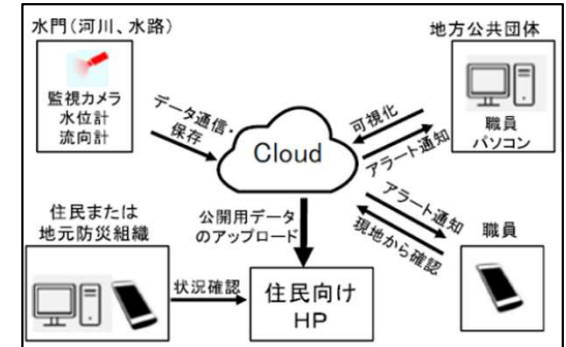 水門（河川、水路）
監視カメラ
水位計
流向計
データ通信・
保存
Cloud
地方公共団体
職員
パソコン
可視化
アラート通知
アラート通知
現地から確認
職員
公開用データ
のアップロード
住民または
地元防災組織
状況確認
住民向け
HP